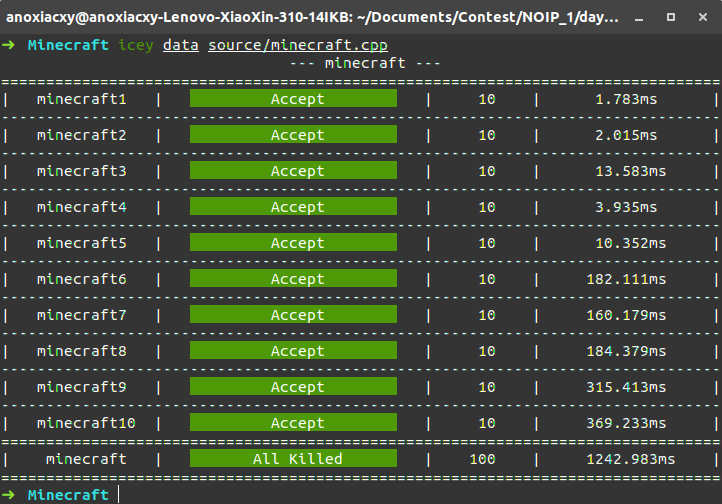 anoxiacxy@anoxiacxy-Lenovo-XiaoXin-310-14IKB: ~/Documents/Contest/NOIP_1/day...
➜ Minecraft icey data source/minecraft.cpp
--- minecraft ---
================================================================================
| minecraft1 | Accept | 10 | 1.783ms |
--------------------------------------------------------------------------------
| minecraft2 | Accept | 10 | 2.015ms |
--------------------------------------------------------------------------------
| minecraft3 | Accept | 10 | 13.583ms |
--------------------------------------------------------------------------------
| minecraft4 | Accept | 10 | 3.935ms |
--------------------------------------------------------------------------------
| minecraft5 | Accept | 10 | 10.352ms |
--------------------------------------------------------------------------------
| minecraft6 | Accept | 10 | 182.111ms |
--------------------------------------------------------------------------------
| minecraft7 | Accept | 10 | 160.179ms |
--------------------------------------------------------------------------------
| minecraft8 | Accept | 10 | 184.379ms |
--------------------------------------------------------------------------------
| minecraft9 | Accept | 10 | 315.413ms |
--------------------------------------------------------------------------------
| minecraft10 | Accept | 10 | 369.233ms |
================================================================================
| minecraft | All Killed | 100 | 1242.983ms |
================================================================================
➜ Minecraft